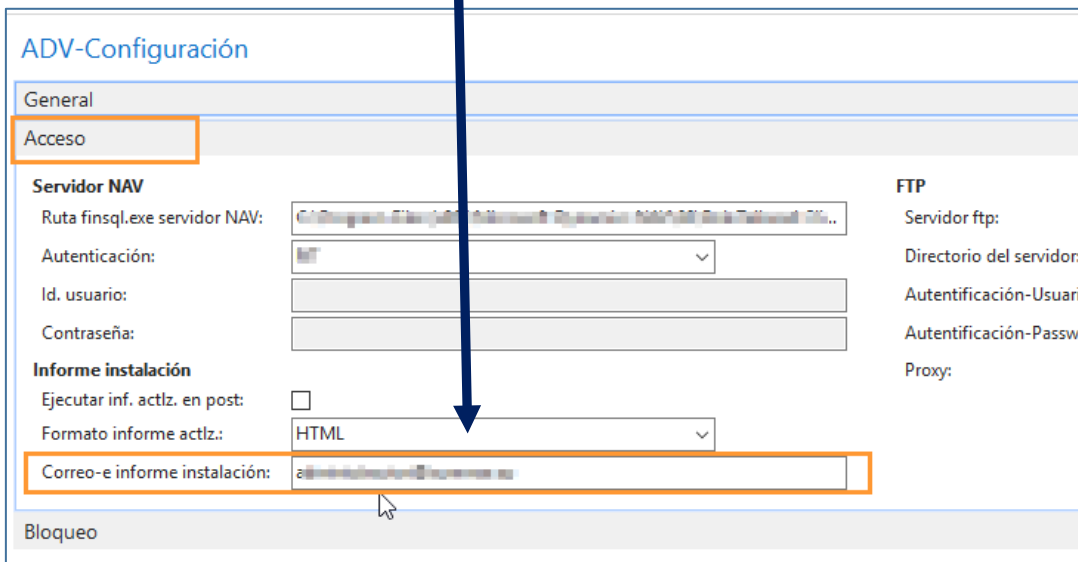 ADV-Configuración
General
Acceso
Servidor NAV
Ruta finsql.exe servidor NAV:
Autenticación:
Id. usuario:
Contraseña:
Informe instalación
Ejecutar inf. actlz. en post:
Formato informe actlz.: HTML
Correo-e informe instalación:
FTP
Servidor ftp:
Directorio del servidor:
Autentificación-Usuari
Autentificación-Passw
Proxy:
Bloqueo